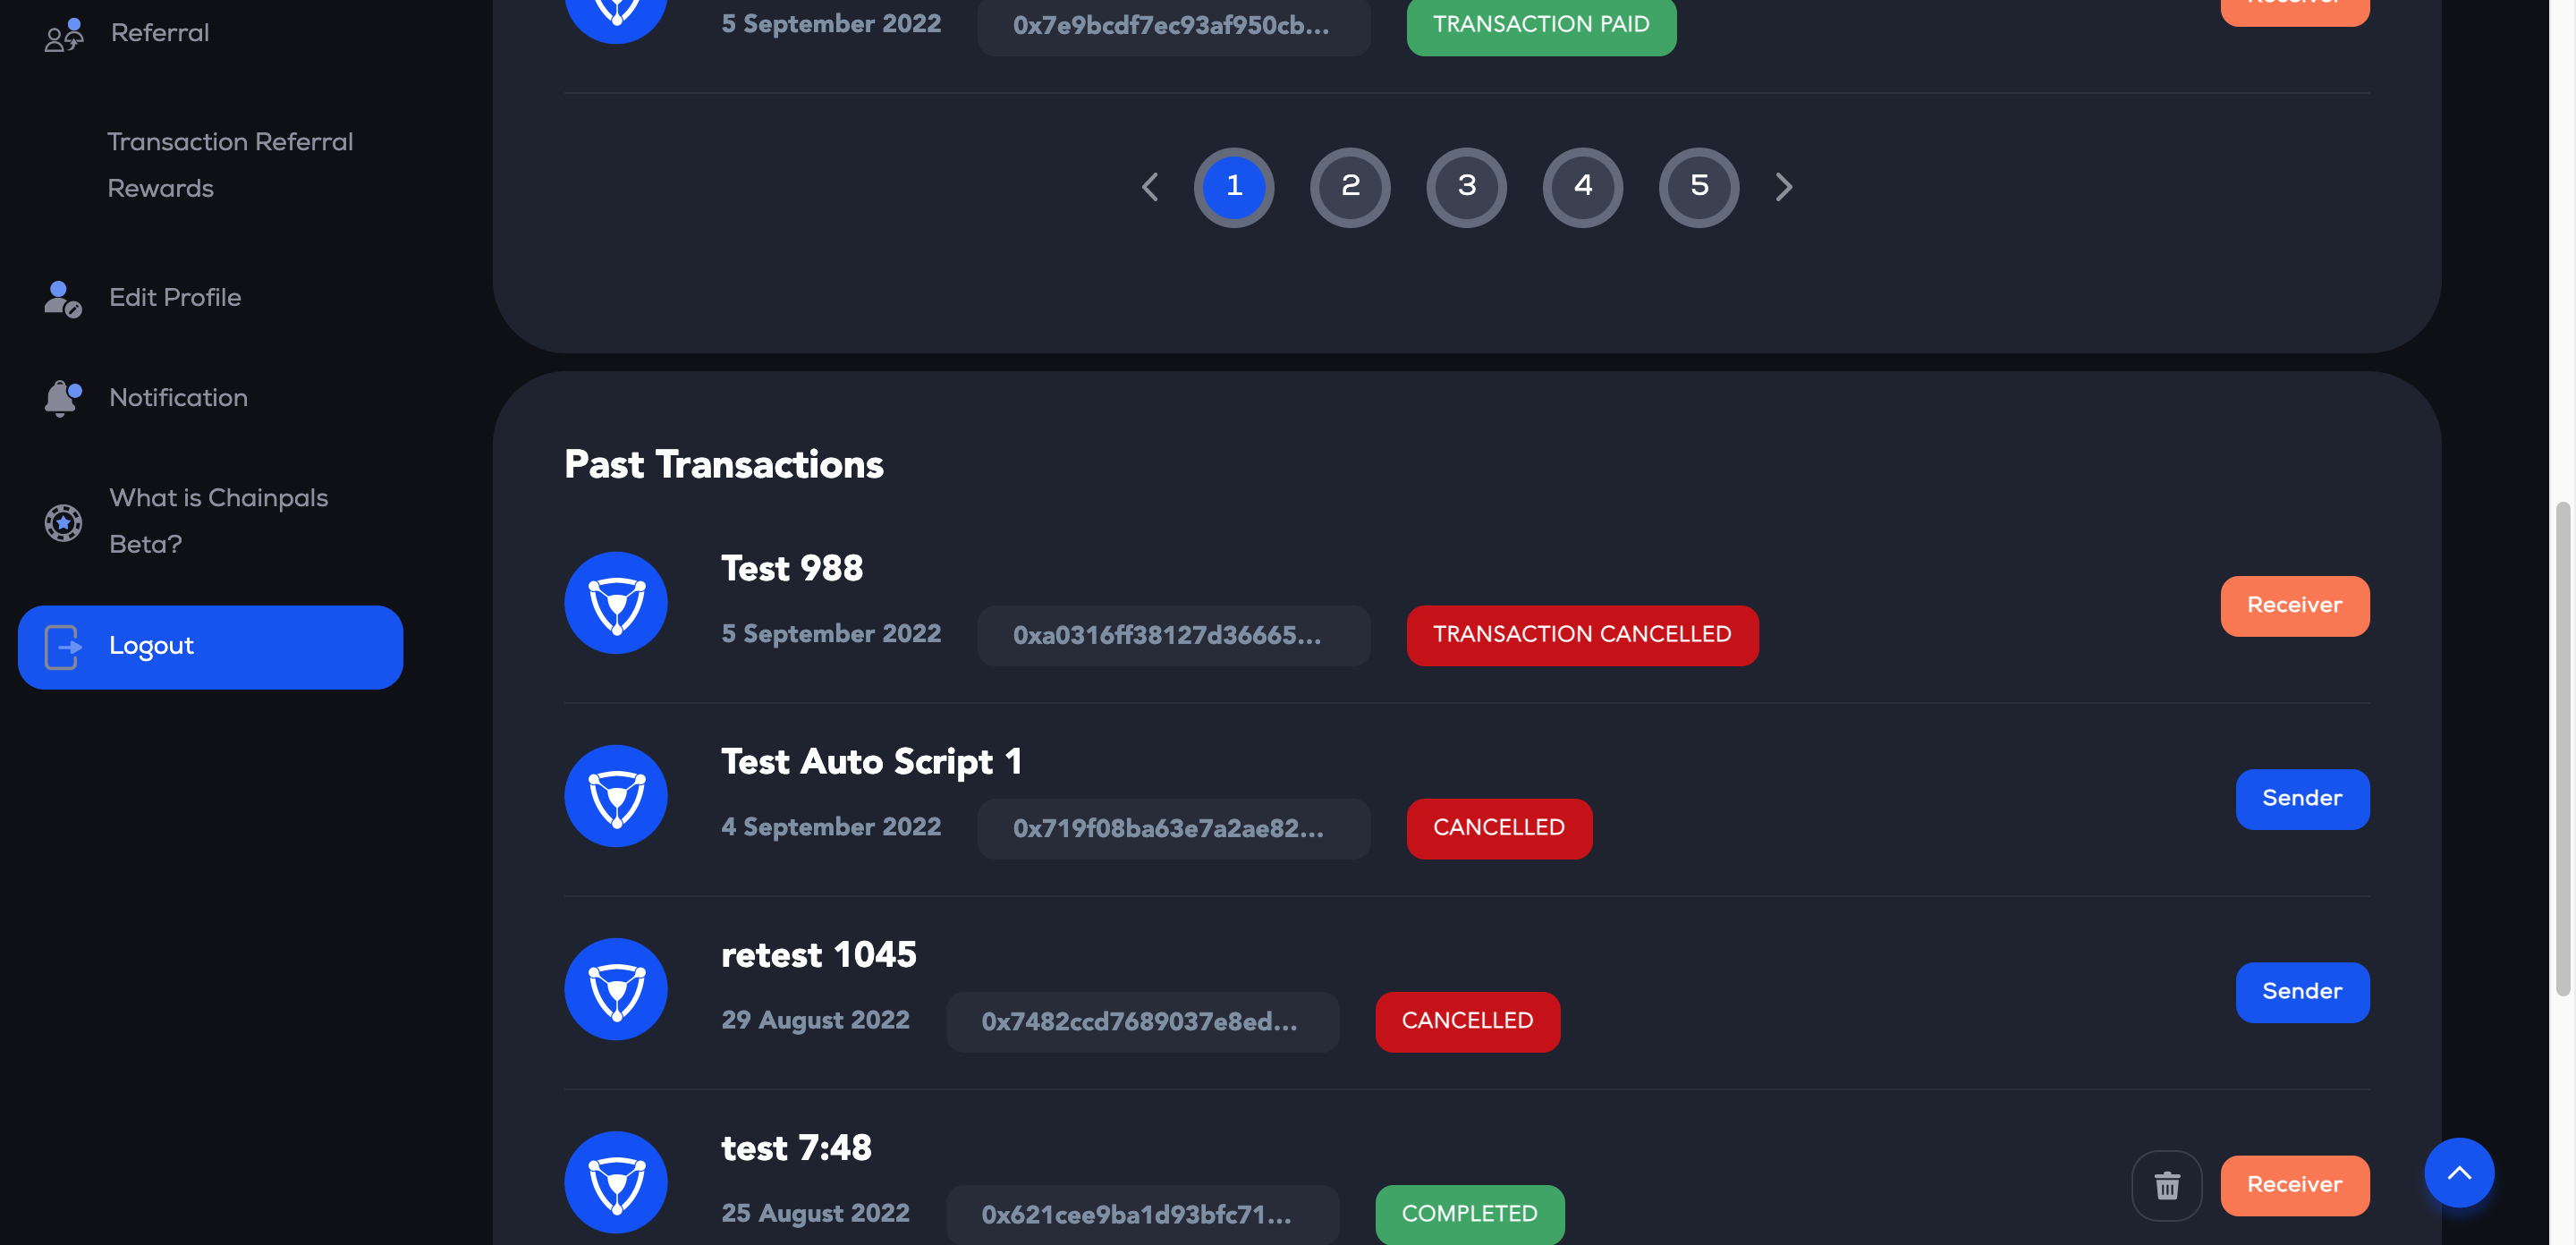 Referral
Transaction Referral
Rewards
Edit Profile
Notification
What is Chainpals
Beta?
Logout
5 September 2022 0x7e9bcdf7ec93af950cb... TRANSACTION PAID Receiver
1 2 3 4 5
Past Transactions
Test 988
5 September 2022 0xa0316ff38127d36665... TRANSACTION CANCELLED Receiver
Test Auto Script 1
4 September 2022 0x719f08ba63e7a2ae82... CANCELLED Sender
retest 1045
29 August 2022 0x7482ccd7689037e8ed... CANCELLED Sender
test 7:48
25 August 2022 0x621cee9ba1d93bfc71... COMPLETED Receiver